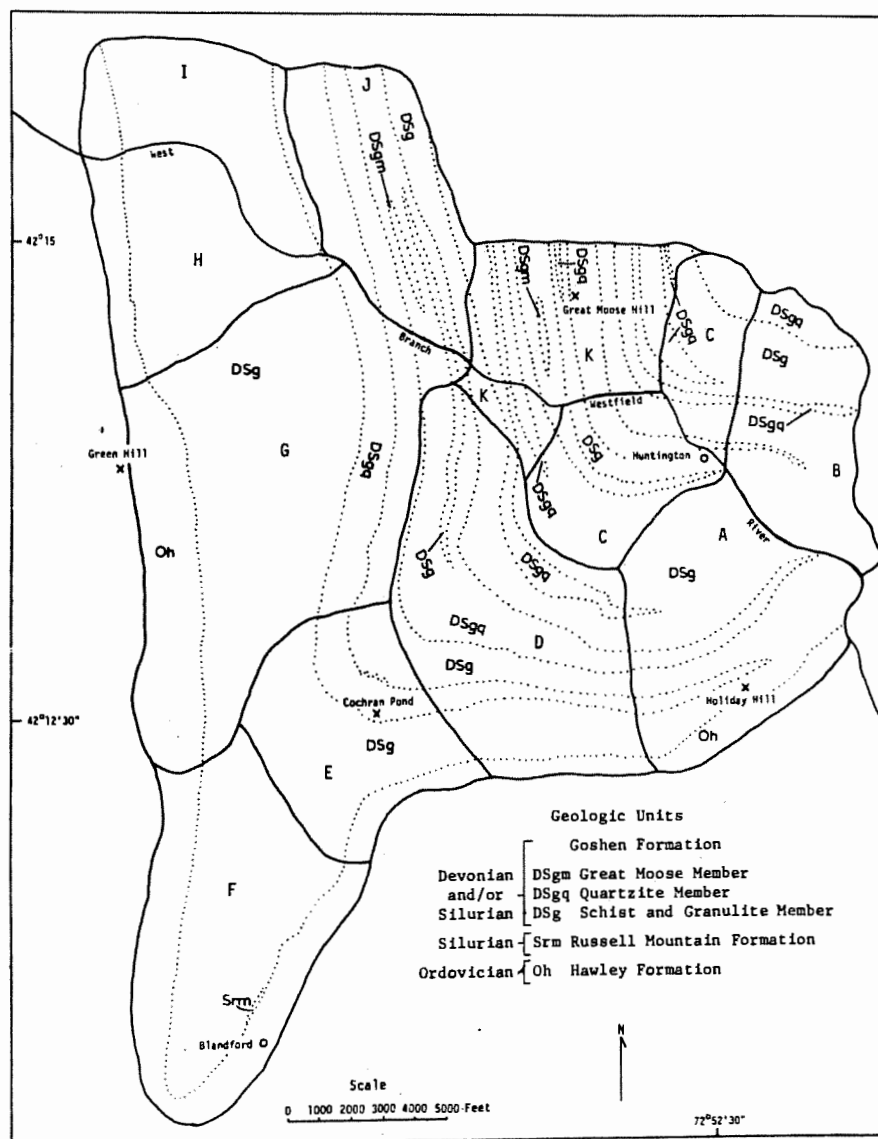 I
J
DSg
DSgm
West
42°15
H
DSgm
DSgq
Great Moose Hill
DSgq
C
DSgq
DSg
Branch
K
DSg
K
Westfield
DSgq
Green Hill
G
DSgq
DSg
Huntington
B
DSgq
C
A
River
Oh
DSg
DSgq
DSg
DSgq
D
DSg
Cochran Pond
Holiday Hill
42°12'30"
DSg
E
Oh
Geologic Units
Goshen Formation
Devonian DSgm Great Moose Member
and/or DSgq Quartzite Member
Silurian DSg Schist and Granulite Member
Silurian Srm Russell Mountain Formation
Ordovician Oh Hawley Formation
F
Srm
Blandford
N
Scale
0 1000 2000 3000 4000 5000 Feet
72°52'30"